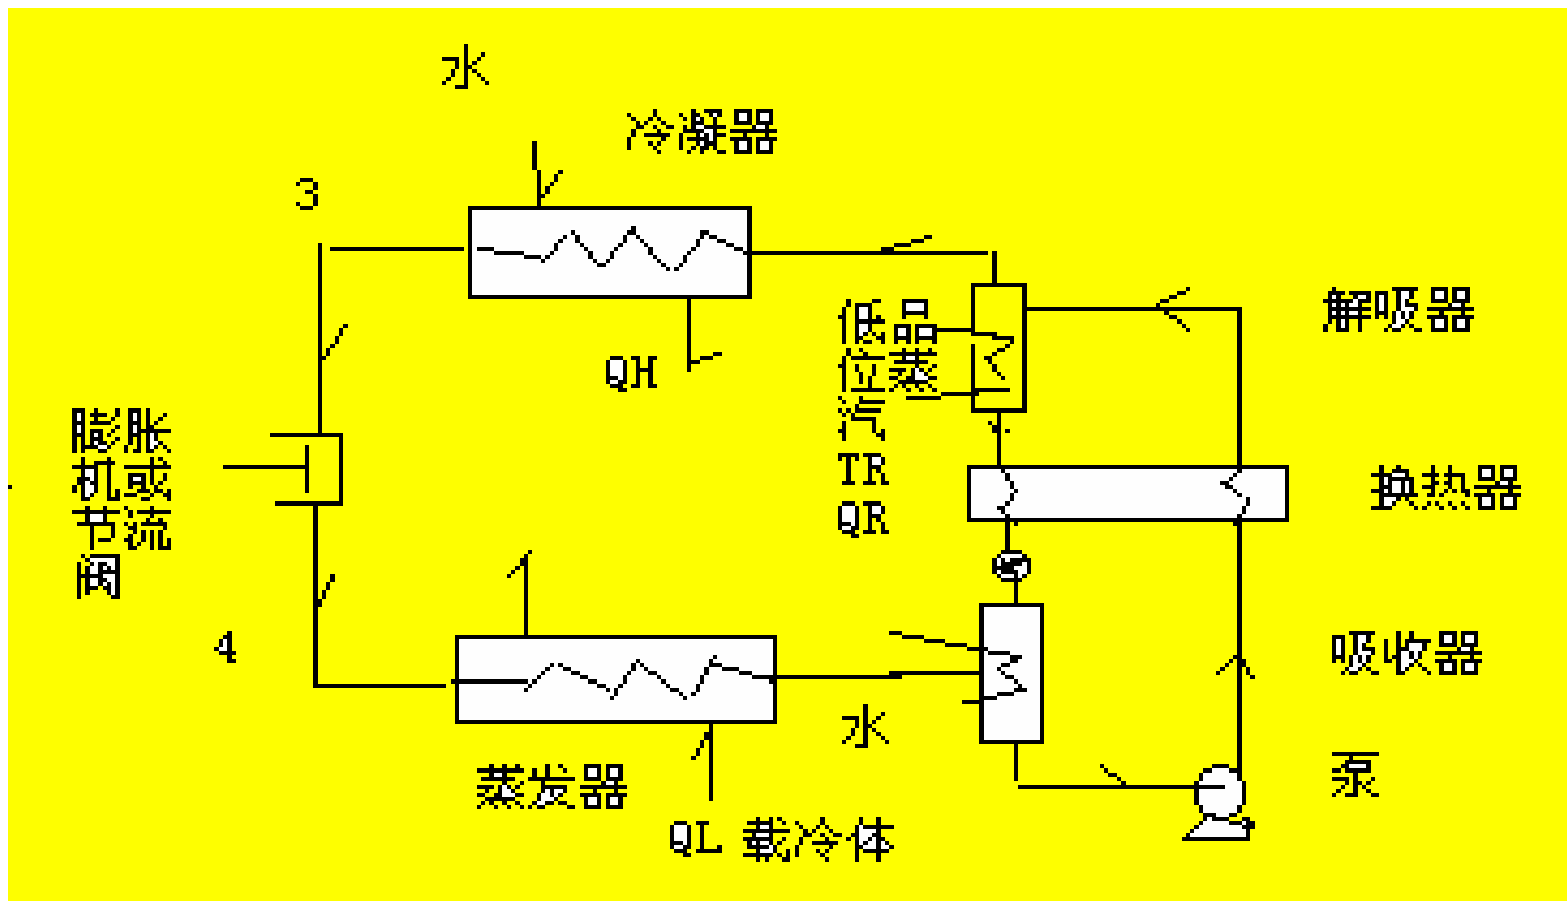 水
冷凝器
3
QH
低品
位蒸
汽
TR
QR
解吸器
膨胀
机或
节流
阀
换热器
4
吸收器
水
蒸发器
泵
QL 载冷体